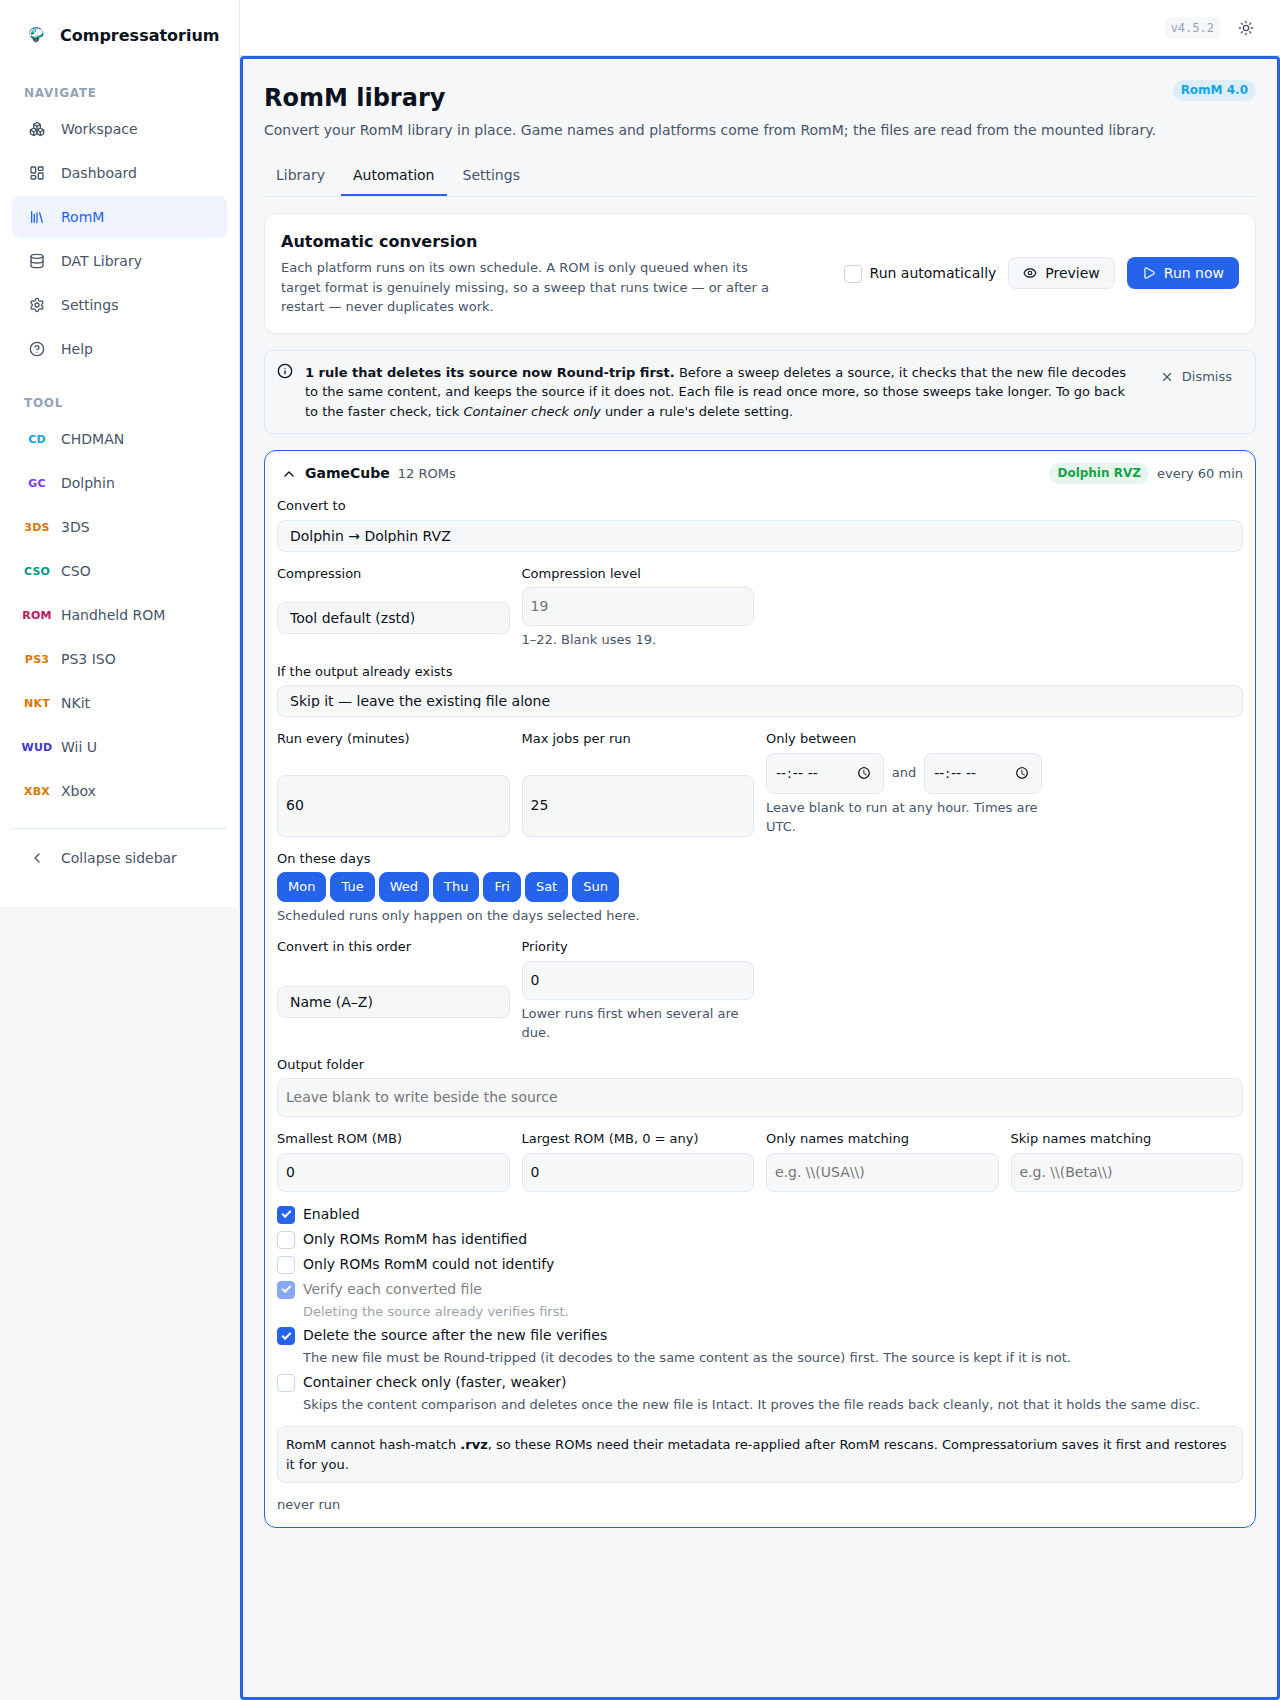 Compressatorium
v4.5.2
NAVIGATE
Workspace
Dashboard
RomM
DAT Library
Settings
Help
TOOL
CD CHDMAN
GC Dolphin
3DS 3DS
CSO CSO
ROM Handheld ROM
PS3 PS3 ISO
NKT NKit
WUD Wii U
XBX Xbox
Collapse sidebar
RomM library
RomM 4.0
Convert your RomM library in place. Game names and platforms come from RomM; the files are read from the mounted library.
Library Automation Settings
Automatic conversion
Each platform runs on its own schedule. A ROM is only queued when its
target format is genuinely missing, so a sweep that runs twice — or after a
restart — never duplicates work.
Run automatically Preview Run now
1 rule that deletes its source now Round-trip first. Before a sweep deletes a source, it checks that the new file decodes
to the same content, and keeps the source if it does not. Each file is read once more, so those sweeps take longer. To go back
to the faster check, tick Container check only under a rule's delete setting.
Dismiss
GameCube 12 ROMs
Dolphin RVZ every 60 min
Convert to
Dolphin → Dolphin RVZ
Compression Compression level
Tool default (zstd) 19
1–22. Blank uses 19.
If the output already exists
Skip it — leave the existing file alone
Run every (minutes) Max jobs per run Only between
60 25 --:-- -- and --:-- --
Leave blank to run at any hour. Times are
UTC.
On these days
Mon Tue Wed Thu Fri Sat Sun
Scheduled runs only happen on the days selected here.
Convert in this order Priority
Name (A–Z) 0
Lower runs first when several are
due.
Output folder
Leave blank to write beside the source
Smallest ROM (MB) Largest ROM (MB, 0 = any) Only names matching Skip names matching
0 0 e.g. \\(USA\\) e.g. \\(Beta\\)
Enabled
Only ROMs RomM has identified
Only ROMs RomM could not identify
Verify each converted file
Deleting the source already verifies first.
Delete the source after the new file verifies
The new file must be Round-tripped (it decodes to the same content as the source) first. The source is kept if it is not.
Container check only (faster, weaker)
Skips the content comparison and deletes once the new file is Intact. It proves the file reads back cleanly, not that it holds the same disc.
RomM cannot hash-match .rvz, so these ROMs need their metadata re-applied after RomM rescans. Compressatorium saves it first and restores
it for you.
never run